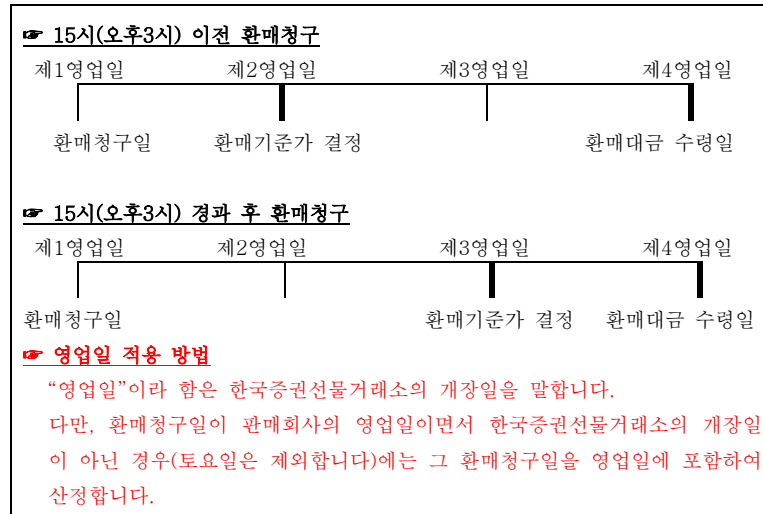 ☞ 15시(오후3시) 이전 환매청구
제1영업일 제2영업일 제3영업일 제4영업일
환매청구일 환매기준가 결정 환매대금 수령일
☞ 15시(오후3시) 경과 후 환매청구
제1영업일 제2영업일 제3영업일 제4영업일
환매청구일 환매기준가 결정 환매대금 수령일
☞ 영업일 적용 방법
“영업일”이라 함은 한국증권선물거래소의 개장일을 말합니다.
다만, 환매청구일이 판매회사의 영업일이면서 한국증권선물거래소의 개장일
이 아닌 경우(토요일은 제외합니다)에는 그 환매청구일을 영업일에 포함하여
산정합니다.